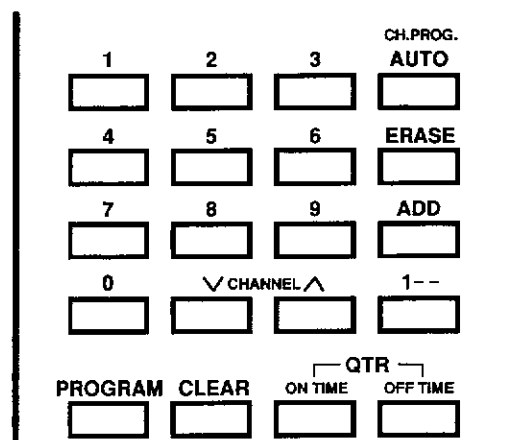 CH.PROG.
1 2 3 AUTO
4 5 6 ERASE
7 8 9 ADD
0 CHANNEL 1--
QTR
PROGRAM CLEAR ON TIME OFF TIME